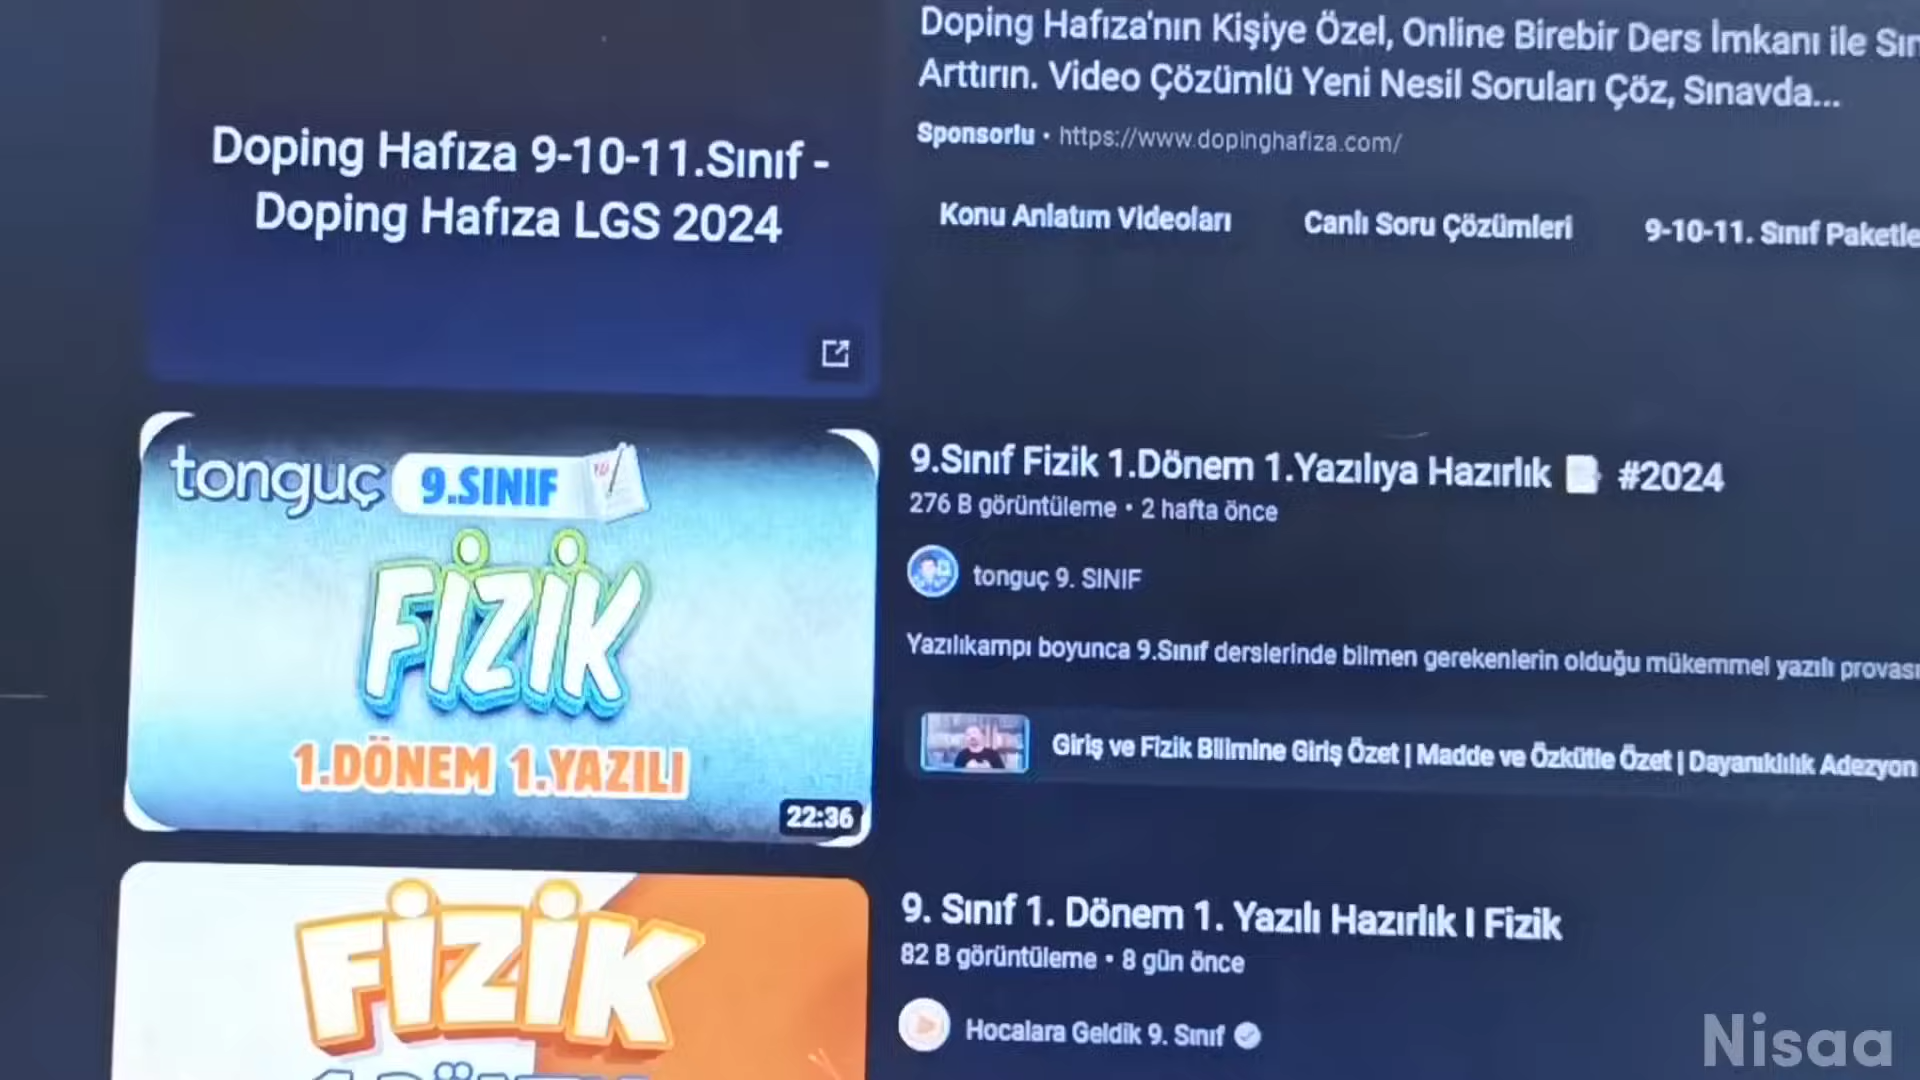 Doping Hafıza 9-10-11.Sınıf -
Doping Hafıza LGS 2024
Doping Hafıza'nın Kişiye Özel, Online Birebir Ders İmkanı ile
Arttırın. Video Çözümlü Yeni Nesil Soruları Çöz, Sınavda...
Sponsorlu • https://www.dopinghafiza.com/
Konu Anlatım Videoları
Canlı Soru Çözümleri
9-10-11. Sınıf
tonguç 9.SINIF
FİZİK
1.DÖNEM 1.YAZILI
22:36
9.Sınıf Fizik 1.Dönem 1.Yazılıya Hazırlık #2024
276 B görüntüleme • 2 hafta önce
tonguç 9. SINIF
Yazılıkampı boyunca 9.Sınıf derslerinde bilmen gerekenlerin olduğu mükemmel yazılı provası
Giriş ve Fizik Bilimine Giriş Özet | Madde ve Özkütle Özet | Dayanıklılık Adezyon
FİZİK
9. Sınıf 1. Dönem 1. Yazılı Hazırlık I Fizik
82 B görüntüleme • 8 gün önce
Hocalara Geldik 9. Sınıf
Nisaa